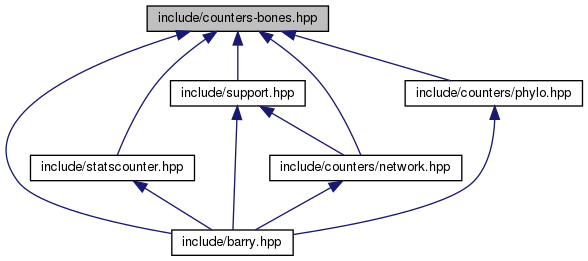 include/counters-bones.hpp
include/support.hpp
include/counters/phylo.hpp
include/statscounter.hpp
include/counters/network.hpp
include/barry.hpp